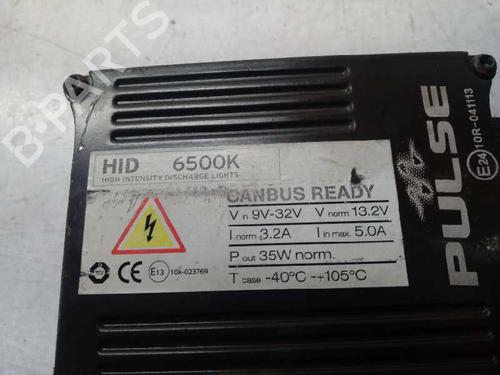 HID 6500K
HIGH INTENSITY DISCHARGE LIGHTS
CANBUS READY
V in 9V-32V V norm 13.2V
I norm 3.2A I in max. 5.0A
P out 35W norm.
T case -40°C -+105°C
CE E13 10R-023769
PULSE
E24 10R-041113